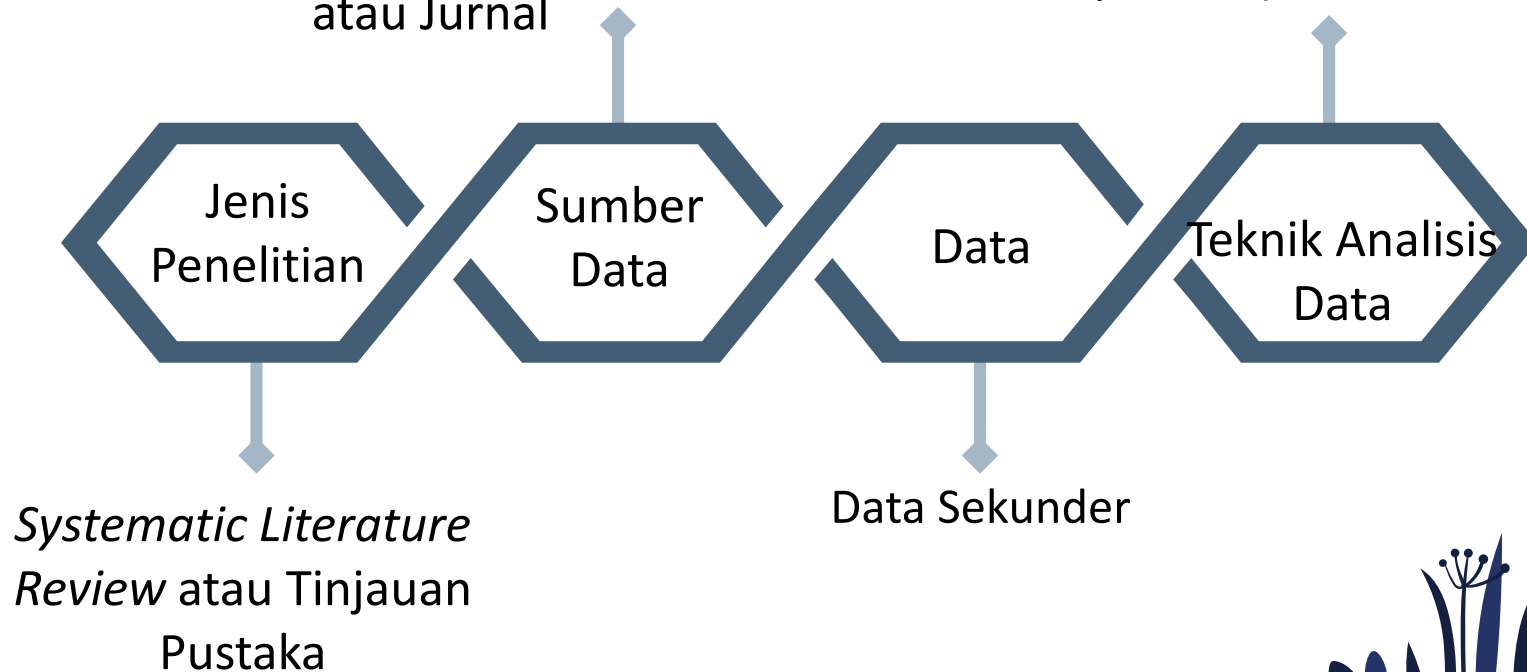 atau Jurnal
Jenis
Penelitian
Sumber
Data
Data
Teknik Analisis
Data
Systematic Literature
Review atau Tinjauan
Pustaka
Data Sekunder